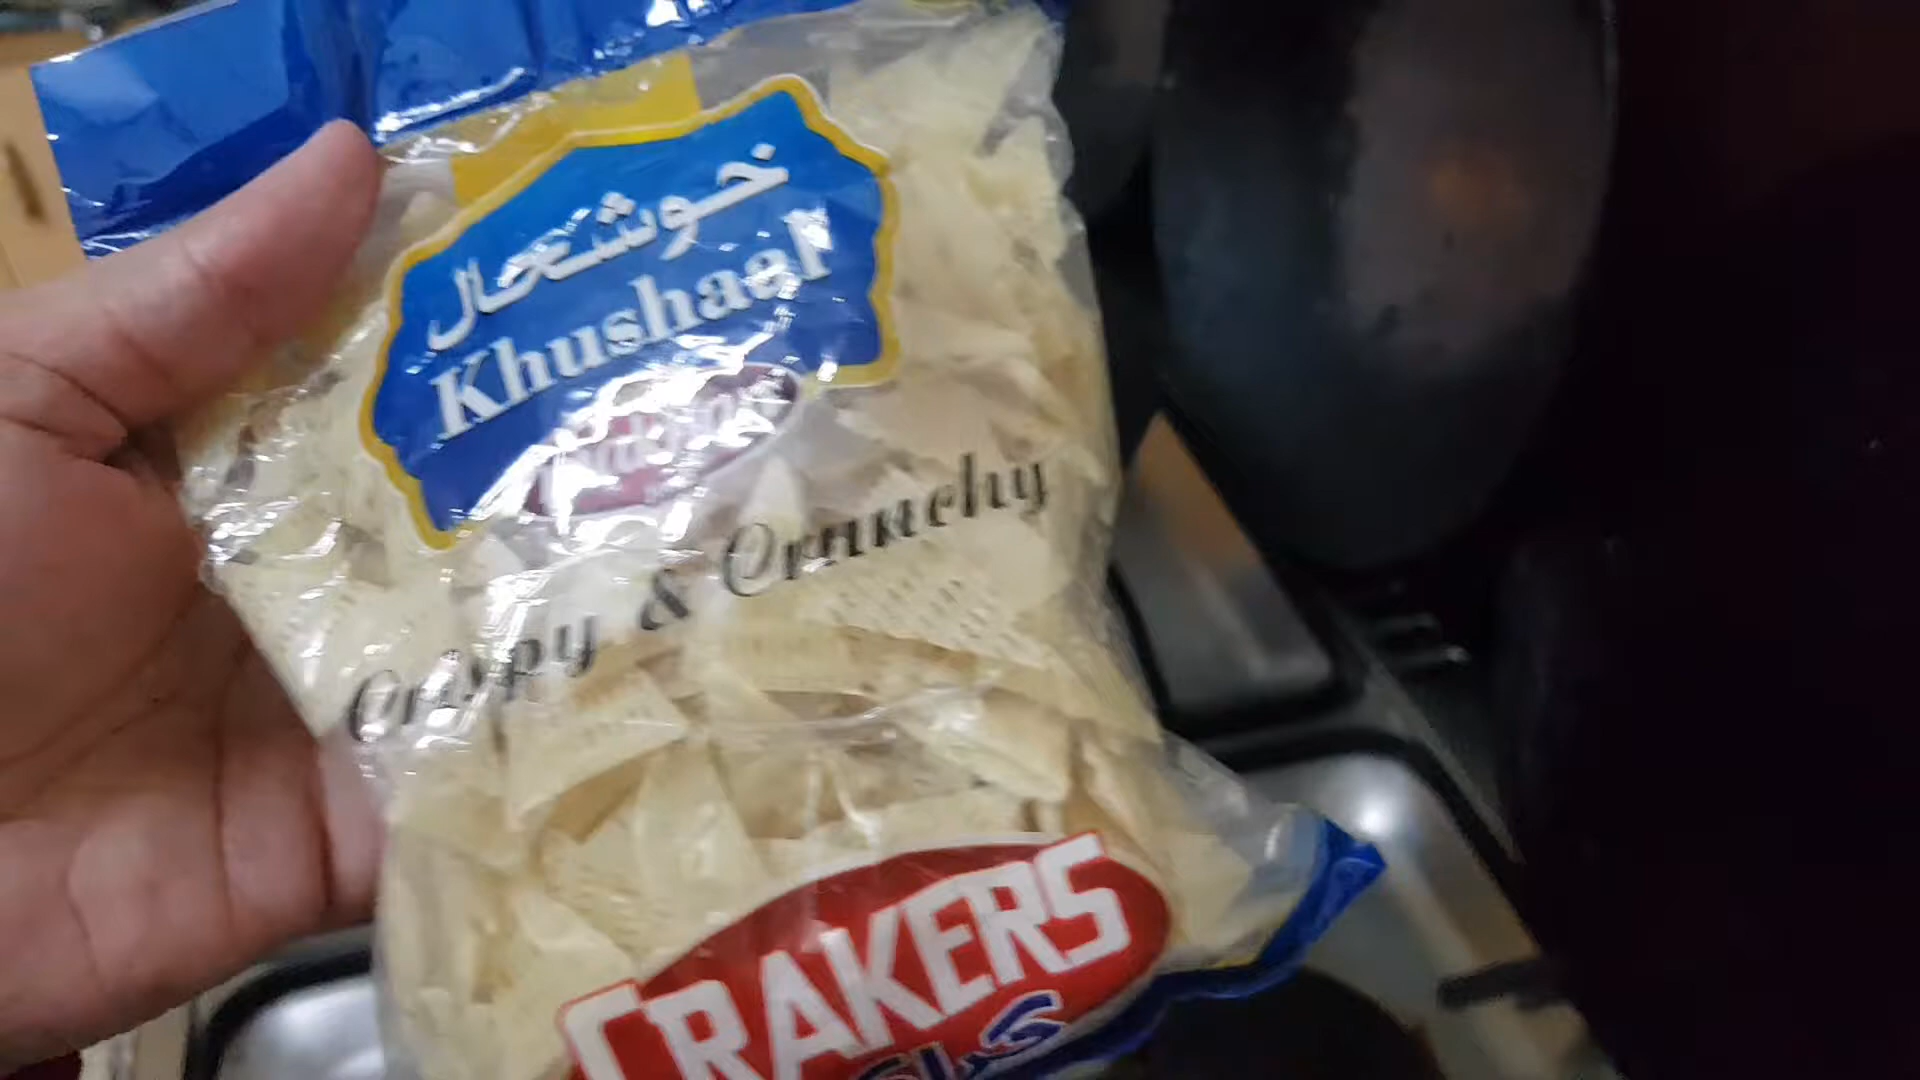 خوشحال
Khushaal
Crispy & Crunchy
CRAKERS